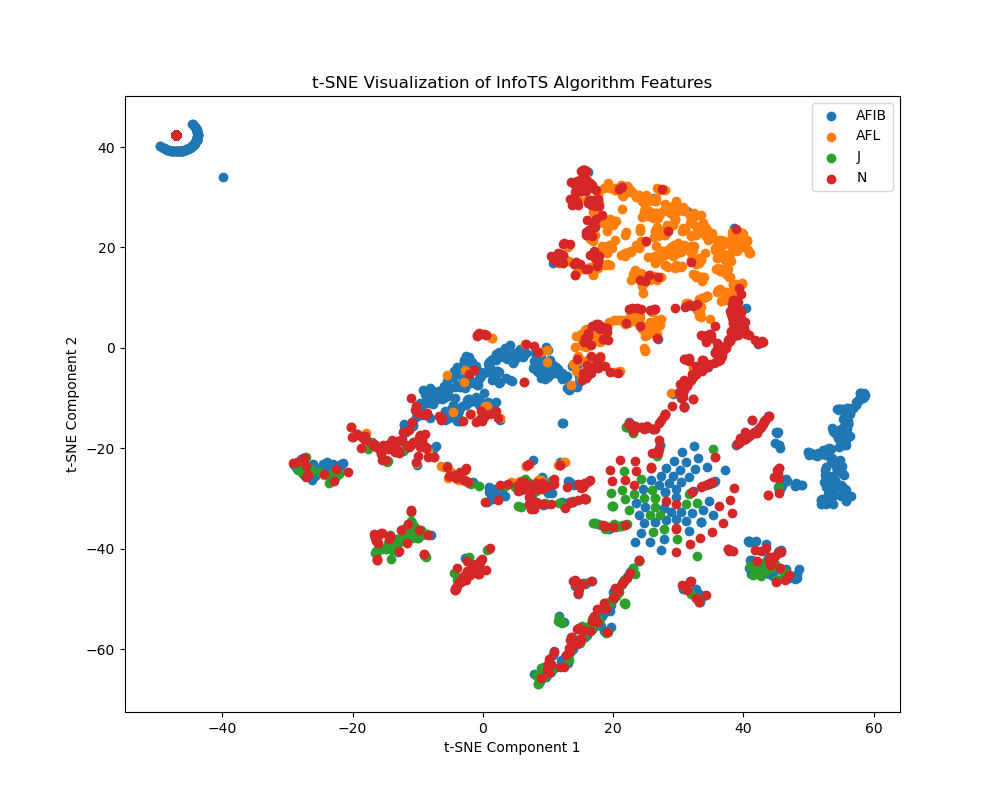 t-SNE Visualization of InfoTS Algorithm Features
AFIB
AFL
J
N
40
20
0
−20
−40
−60
t-SNE Component 2
−40
−20
0
20
40
60
t-SNE Component 1